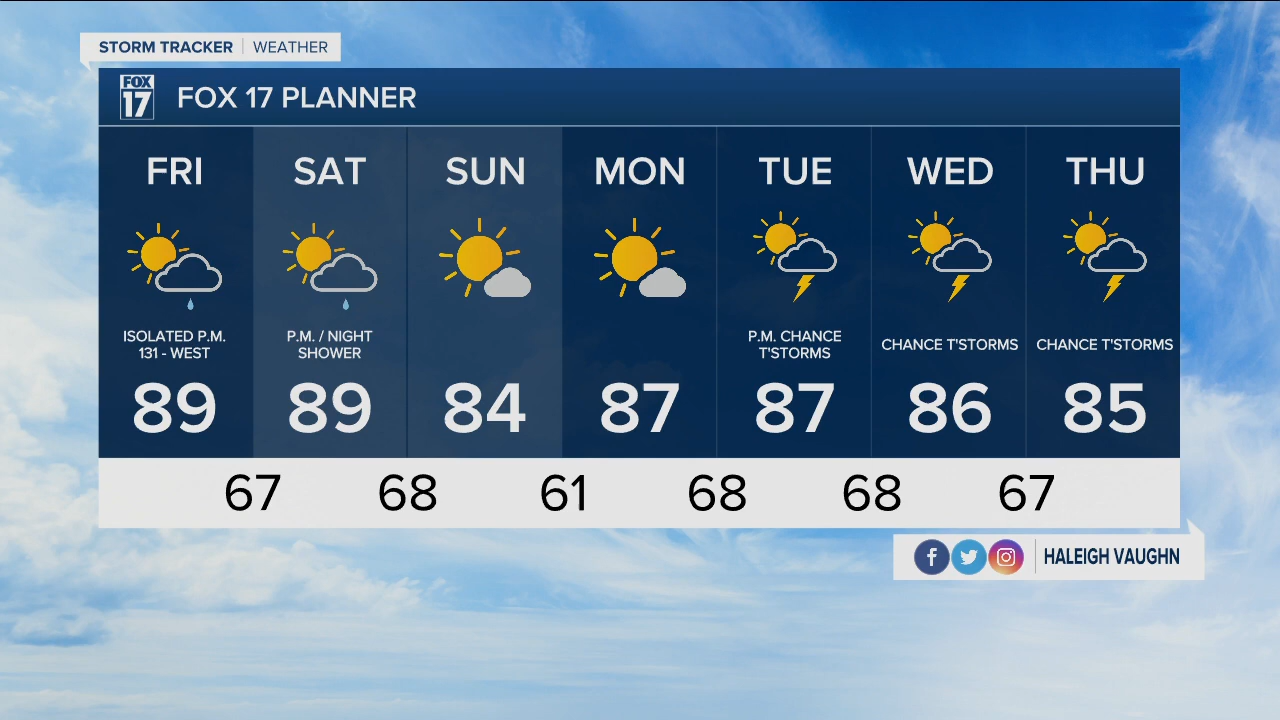 STORM TRACKER | WEATHER
FOX
17
FOX 17 PLANNER
FRI SAT SUN MON TUE WED THU
ISOLATED P.M.
131 - WEST
P.M. / NIGHT
SHOWER
P.M. CHANCE
T'STORMS
CHANCE T'STORMS
CHANCE T'STORMS
89 89 84 87 87 86 85
67 68 61 68 68 67
HALEIGH VAUGHN